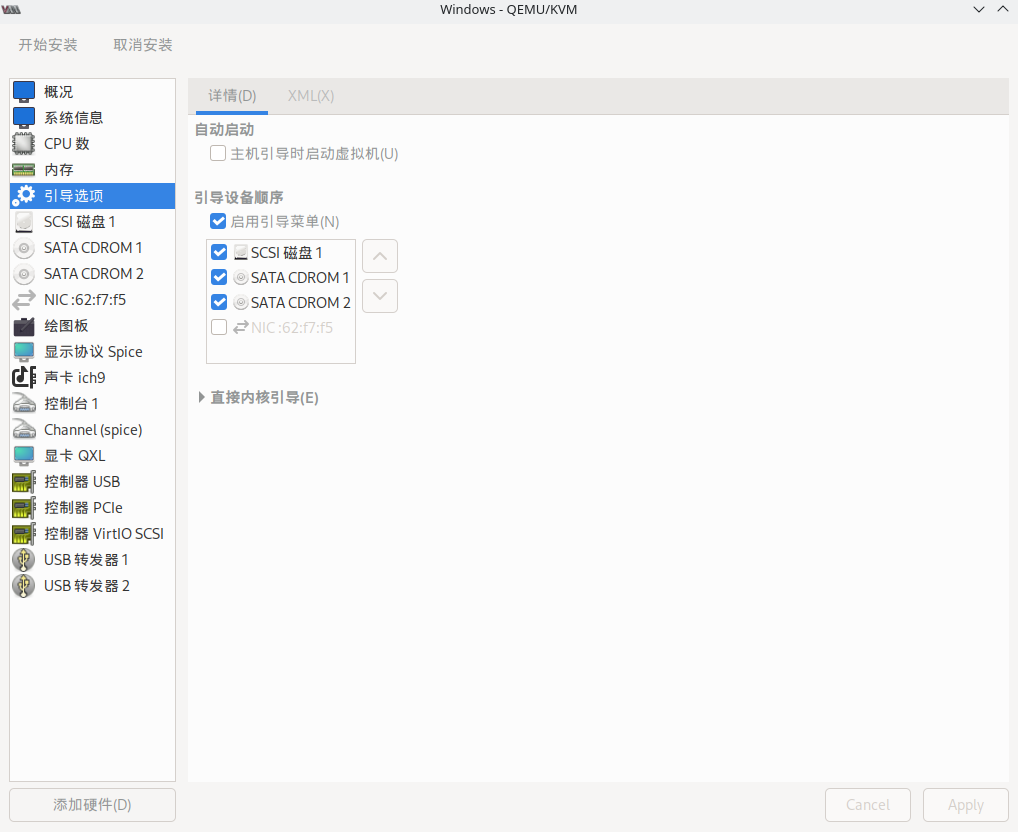 Windows - QEMU/KVM
开始安装 取消安装
概况
系统信息
CPU 数
内存
引导选项
SCSI 磁盘 1
SATA CDROM 1
SATA CDROM 2
NIC :62:f7:f5
绘图板
显示协议 Spice
声卡 ich9
控制台 1
Channel (spice)
显卡 QXL
控制器 USB
控制器 PCIe
控制器 VirtIO SCSI
USB 转发器 1
USB 转发器 2
添加硬件(D)
详情(D) XML(X)
自动启动
主机引导时启动虚拟机(U)
引导设备顺序
启用引导菜单(N)
SCSI 磁盘 1
SATA CDROM 1
SATA CDROM 2
NIC :62:f7:f5
直接内核引导(E)
Cancel Apply